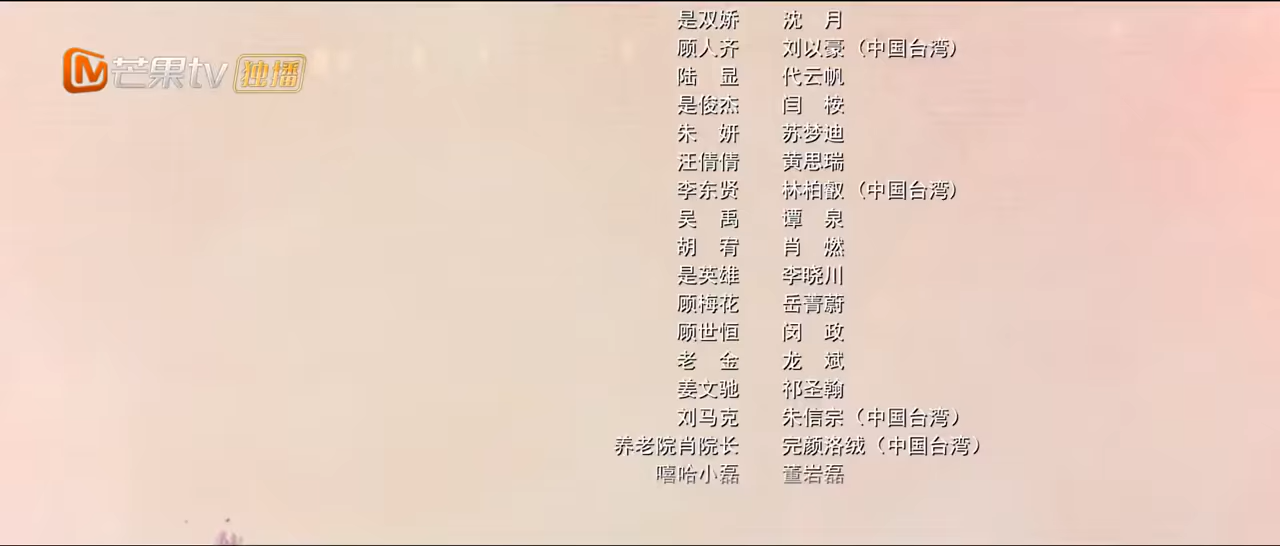 是双娇 沈 月
芒果tv 独播
顾人齐 刘以豪（中国台湾）
陆 显 代云帆
是俊杰 闫 桉
朱 妍 苏梦迪
汪倩倩 黄思瑞
李东贤 林柏叡（中国台湾）
吴 禹 谭 泉
胡 宥 肖 燃
是英雄 李晓川
顾梅花 岳菁蔚
顾世恒 闵 政
老 金 龙 斌
姜文驰 祁圣翰
刘马克 朱信宗（中国台湾）
养老院肖院长 完颜洛绒（中国台湾）
嘻哈小磊 董岩磊